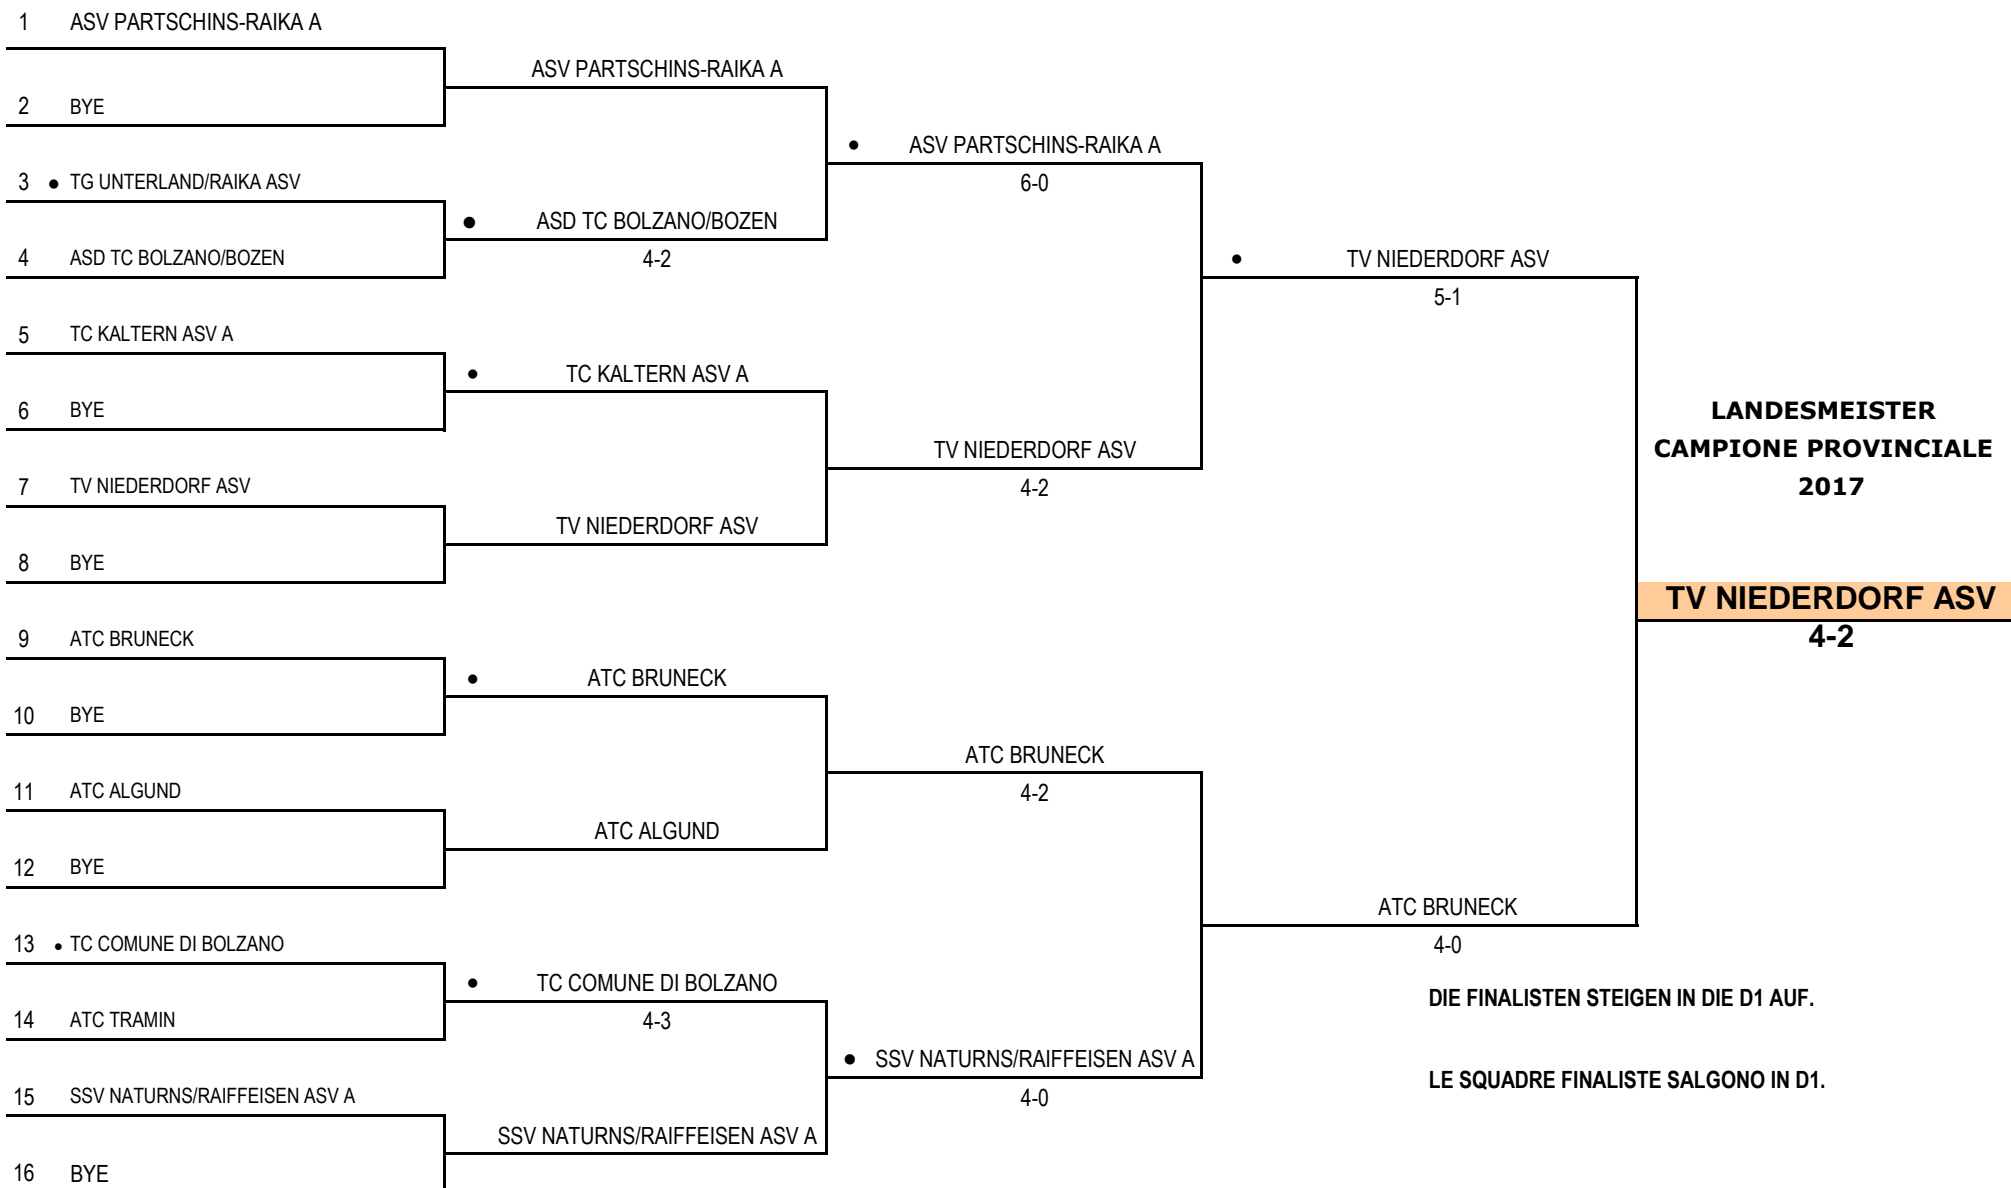 1 ASV PARTSCHINS-RAIKA A
2 BYE
3 • TG UNTERLAND/RAIKA ASV
4 ASD TC BOLZANO/BOZEN
5 TC KALTERN ASV A
6 BYE
7 TV NIEDERDORF ASV
8 BYE
9 ATC BRUNECK
10 BYE
11 ATC ALGUND
12 BYE
13 • TC COMUNE DI BOLZANO
14 ATC TRAMIN
15 SSV NATURNS/RAIFFEISEN ASV A
16 BYE
ASV PARTSCHINS-RAIKA A
• ASD TC BOLZANO/BOZEN
4-2
• TC KALTERN ASV A
TV NIEDERDORF ASV
• ATC BRUNECK
ATC ALGUND
• TC COMUNE DI BOLZANO
4-3
SSV NATURNS/RAIFFEISEN ASV A
• ASV PARTSCHINS-RAIKA A
6-0
TV NIEDERDORF ASV
4-2
ATC BRUNECK
4-2
• SSV NATURNS/RAIFFEISEN ASV A
4-0
• TV NIEDERDORF ASV
5-1
ATC BRUNECK
4-0
LANDESMEISTER
CAMPIONE PROVINCIALE
2017
TV NIEDERDORF ASV
4-2
DIE FINALISTEN STEIGEN IN DIE D1 AUF.
LE SQUADRE FINALISTE SALGONO IN D1.